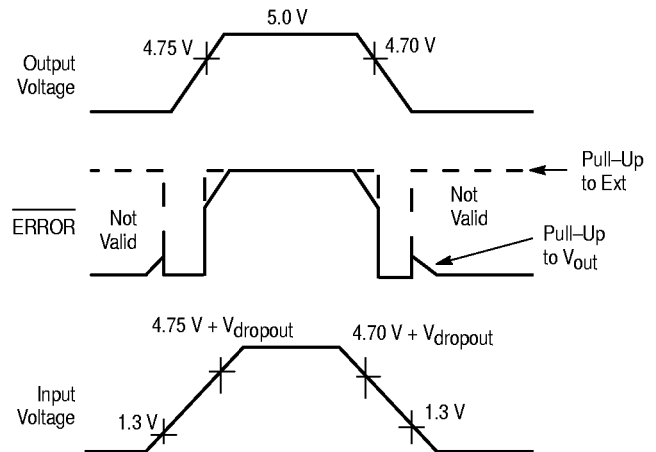 5.0 V
4.75 V
4.70 V
Output
Voltage
Pull–Up
to Ext
ERROR
Not
Valid
Not
Valid
Pull–Up
to Vout
4.75 V + Vdropout
4.70 V + Vdropout
Input
Voltage
1.3 V
1.3 V